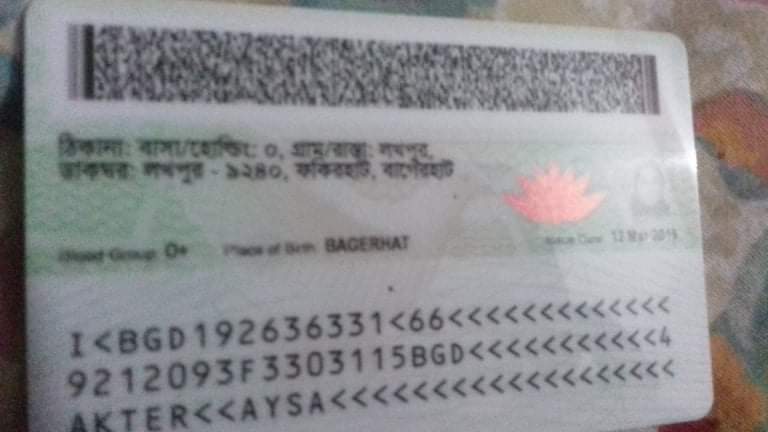 ঠিকানা: বাসা/হোল্ডিং: ০, গ্রাম/রাস্তা: লখপুর,
ডাকঘর: লখপুর - ৯২৪০, ফকিরহাট, বাগেরহাট
Blood Group: O+ Place of Birth: BAGERHAT Issue Date: 12 Mar
I<BGD192636331<66<<<<<<<<<<<<<
9212093F3303115BGD<<<<<<<<<<<4
AKTER<<AYSA<<<<<<<<<<<<<<<<<<<